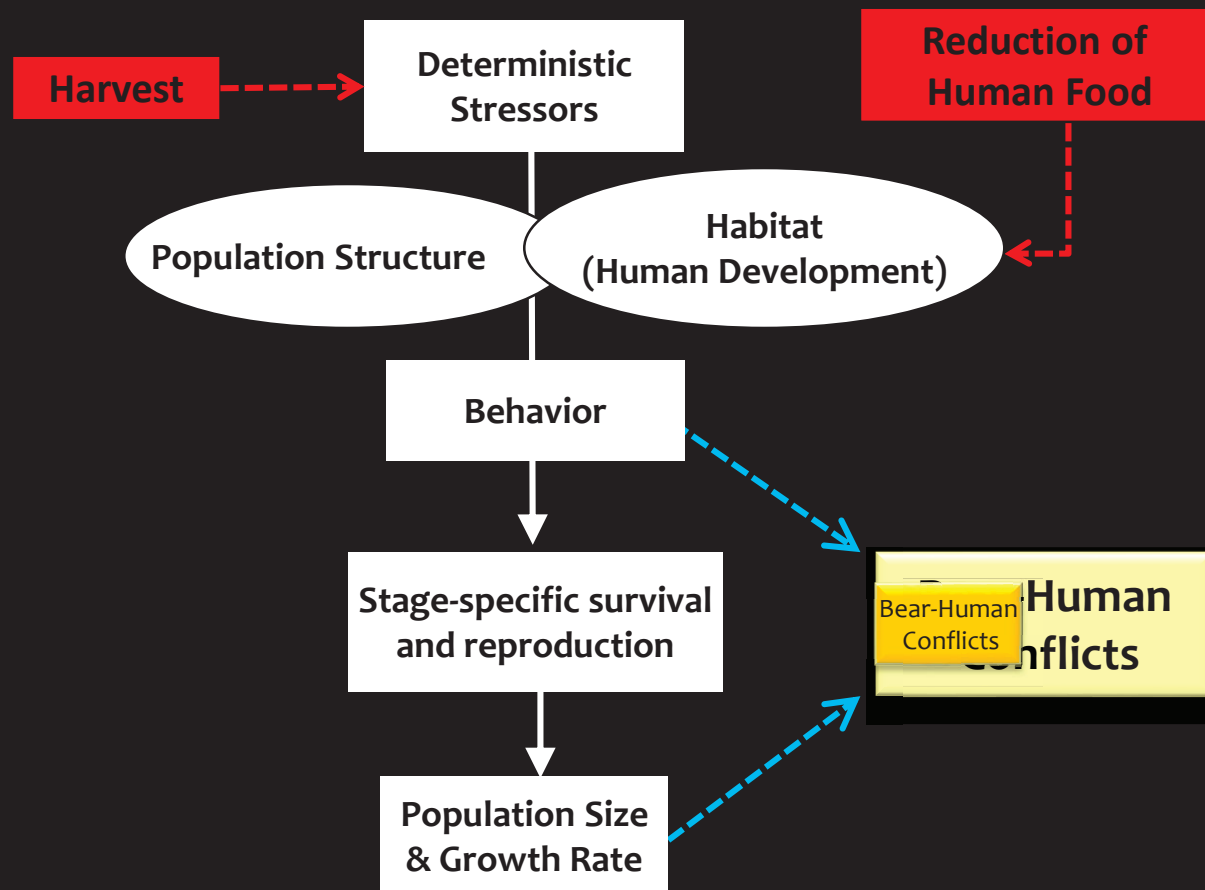 Harvest
Deterministic
Stressors
Reduction of
Human Food
Population Structure
Habitat
(Human Development)
Behavior
Stage-specific survival
and reproduction
Bear-Human
Conflicts
-Human
nflicts
Population Size
& Growth Rate